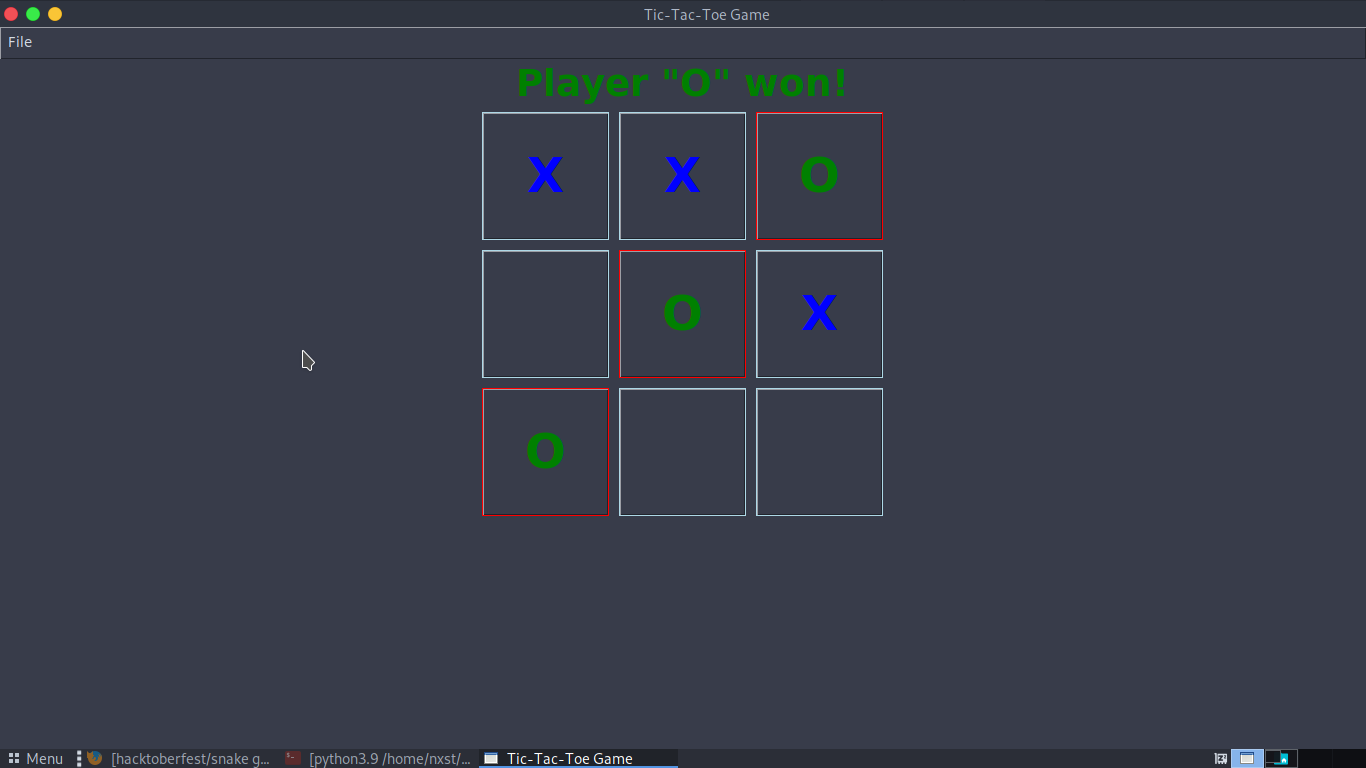 Tic-Tac-Toe Game
File
Player "O" won!
X X O
O X
O
Menu [hacktoberfest/snake g... [python3.9 /home/nxst/... Tic-Tac-Toe Game